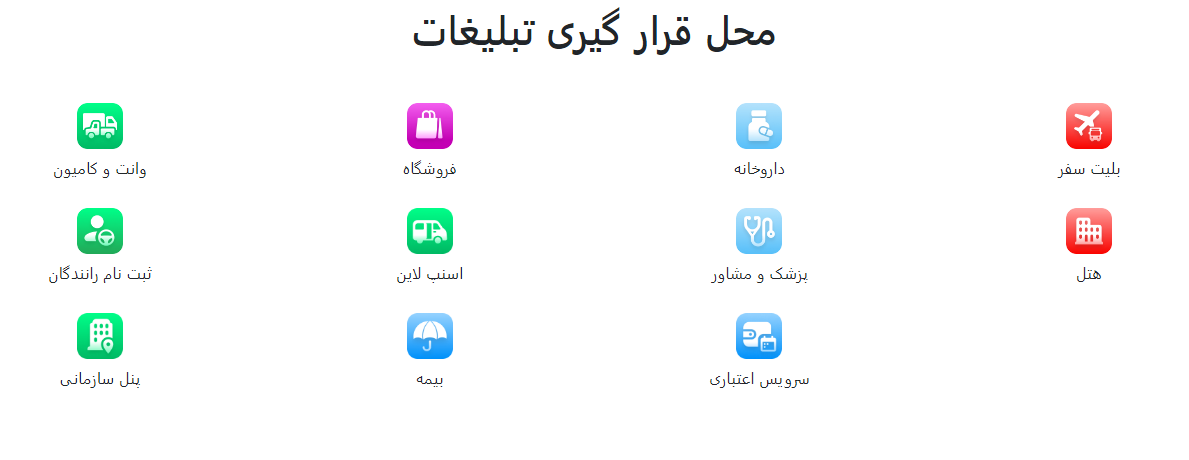 محل قرار گیری تبلیغات
بلیت سفر
داروخانه
فروشگاه
وانت و کامیون
هتل
پزشک و مشاور
اسنپ لاین
ثبت نام رانندگان
سرویس اعتباری
بیمه
پنل سازمانی